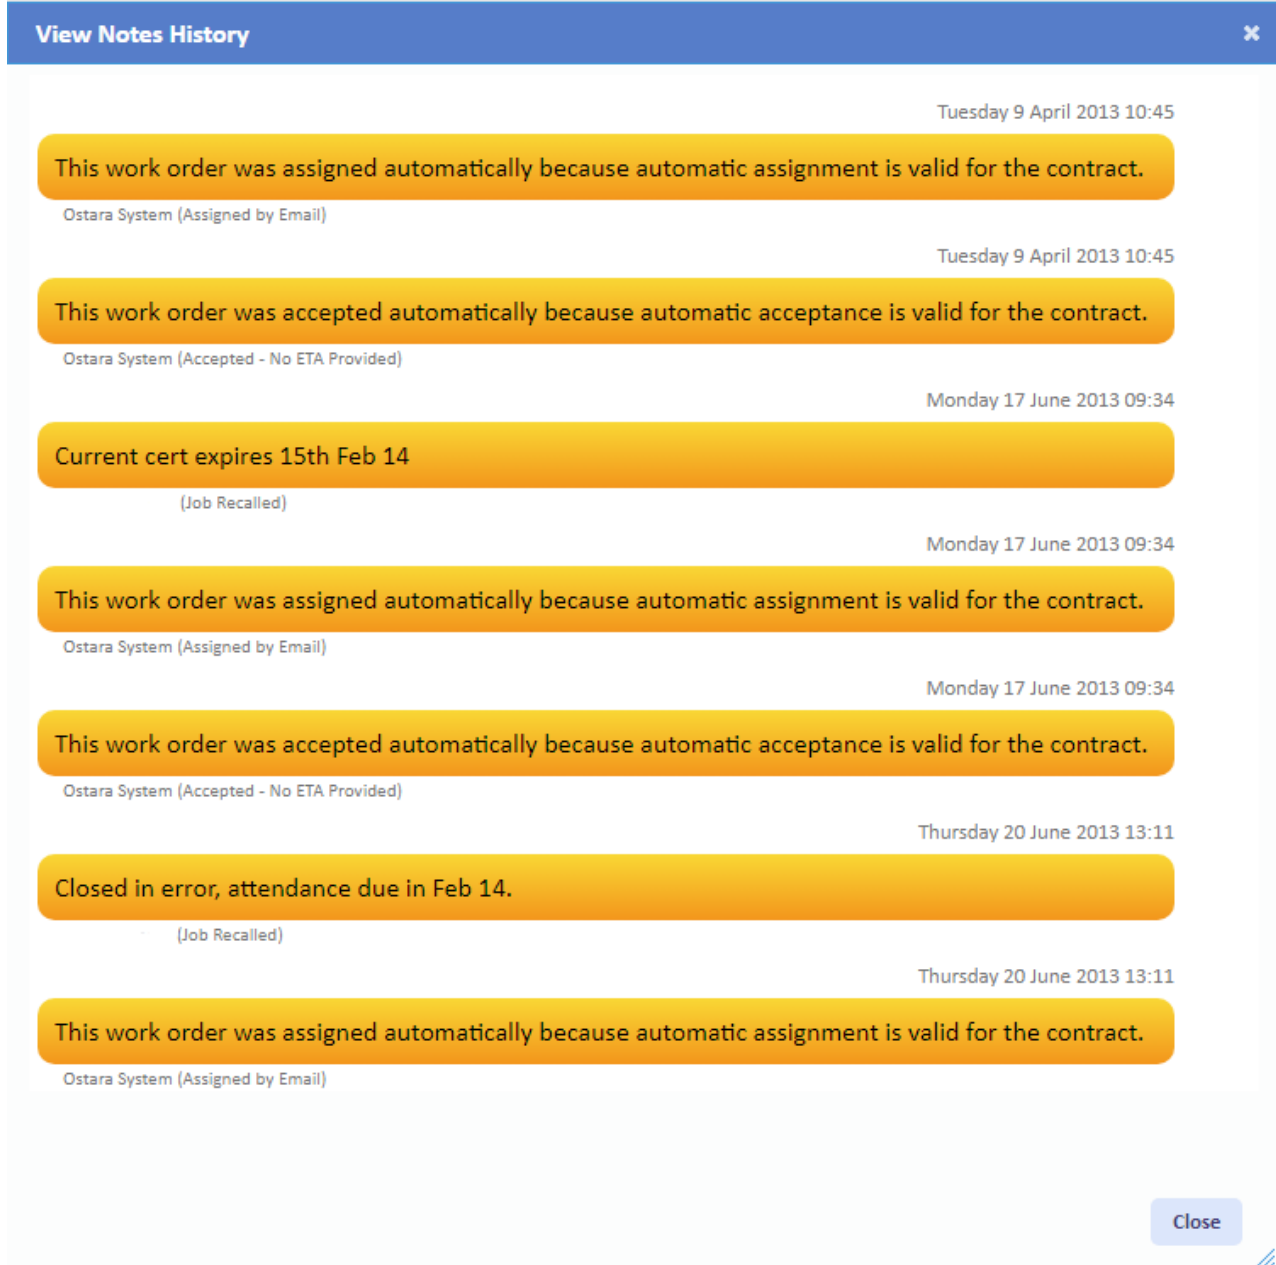 View Notes History
Tuesday 9 April 2013 10:45
This work order was assigned automatically because automatic assignment is valid for the contract.
Ostara System (Assigned by Email)
Tuesday 9 April 2013 10:45
This work order was accepted automatically because automatic acceptance is valid for the contract.
Ostara System (Accepted - No ETA Provided)
Monday 17 June 2013 09:34
Current cert expires 15th Feb 14
(Job Recalled)
Monday 17 June 2013 09:34
This work order was assigned automatically because automatic assignment is valid for the contract.
Ostara System (Assigned by Email)
Monday 17 June 2013 09:34
This work order was accepted automatically because automatic acceptance is valid for the contract.
Ostara System (Accepted - No ETA Provided)
Thursday 20 June 2013 13:11
Closed in error, attendance due in Feb 14.
(Job Recalled)
Thursday 20 June 2013 13:11
This work order was assigned automatically because automatic assignment is valid for the contract.
Ostara System (Assigned by Email)
Close